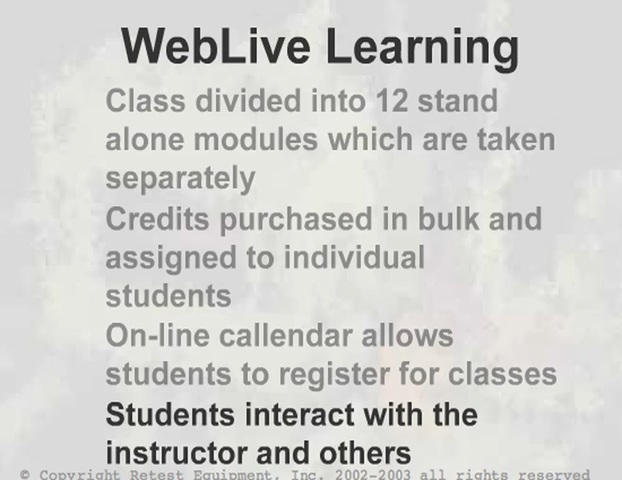 WebLive Learning
Class divided into 12 stand
alone modules which are taken
separately
Credits purchased in bulk and
assigned to individual
students
On-line callendar allows
students to register for classes
Students interact with the
instructor and others
© Copyright Retest Equipment, Inc. 2002-2003 all rights reserved